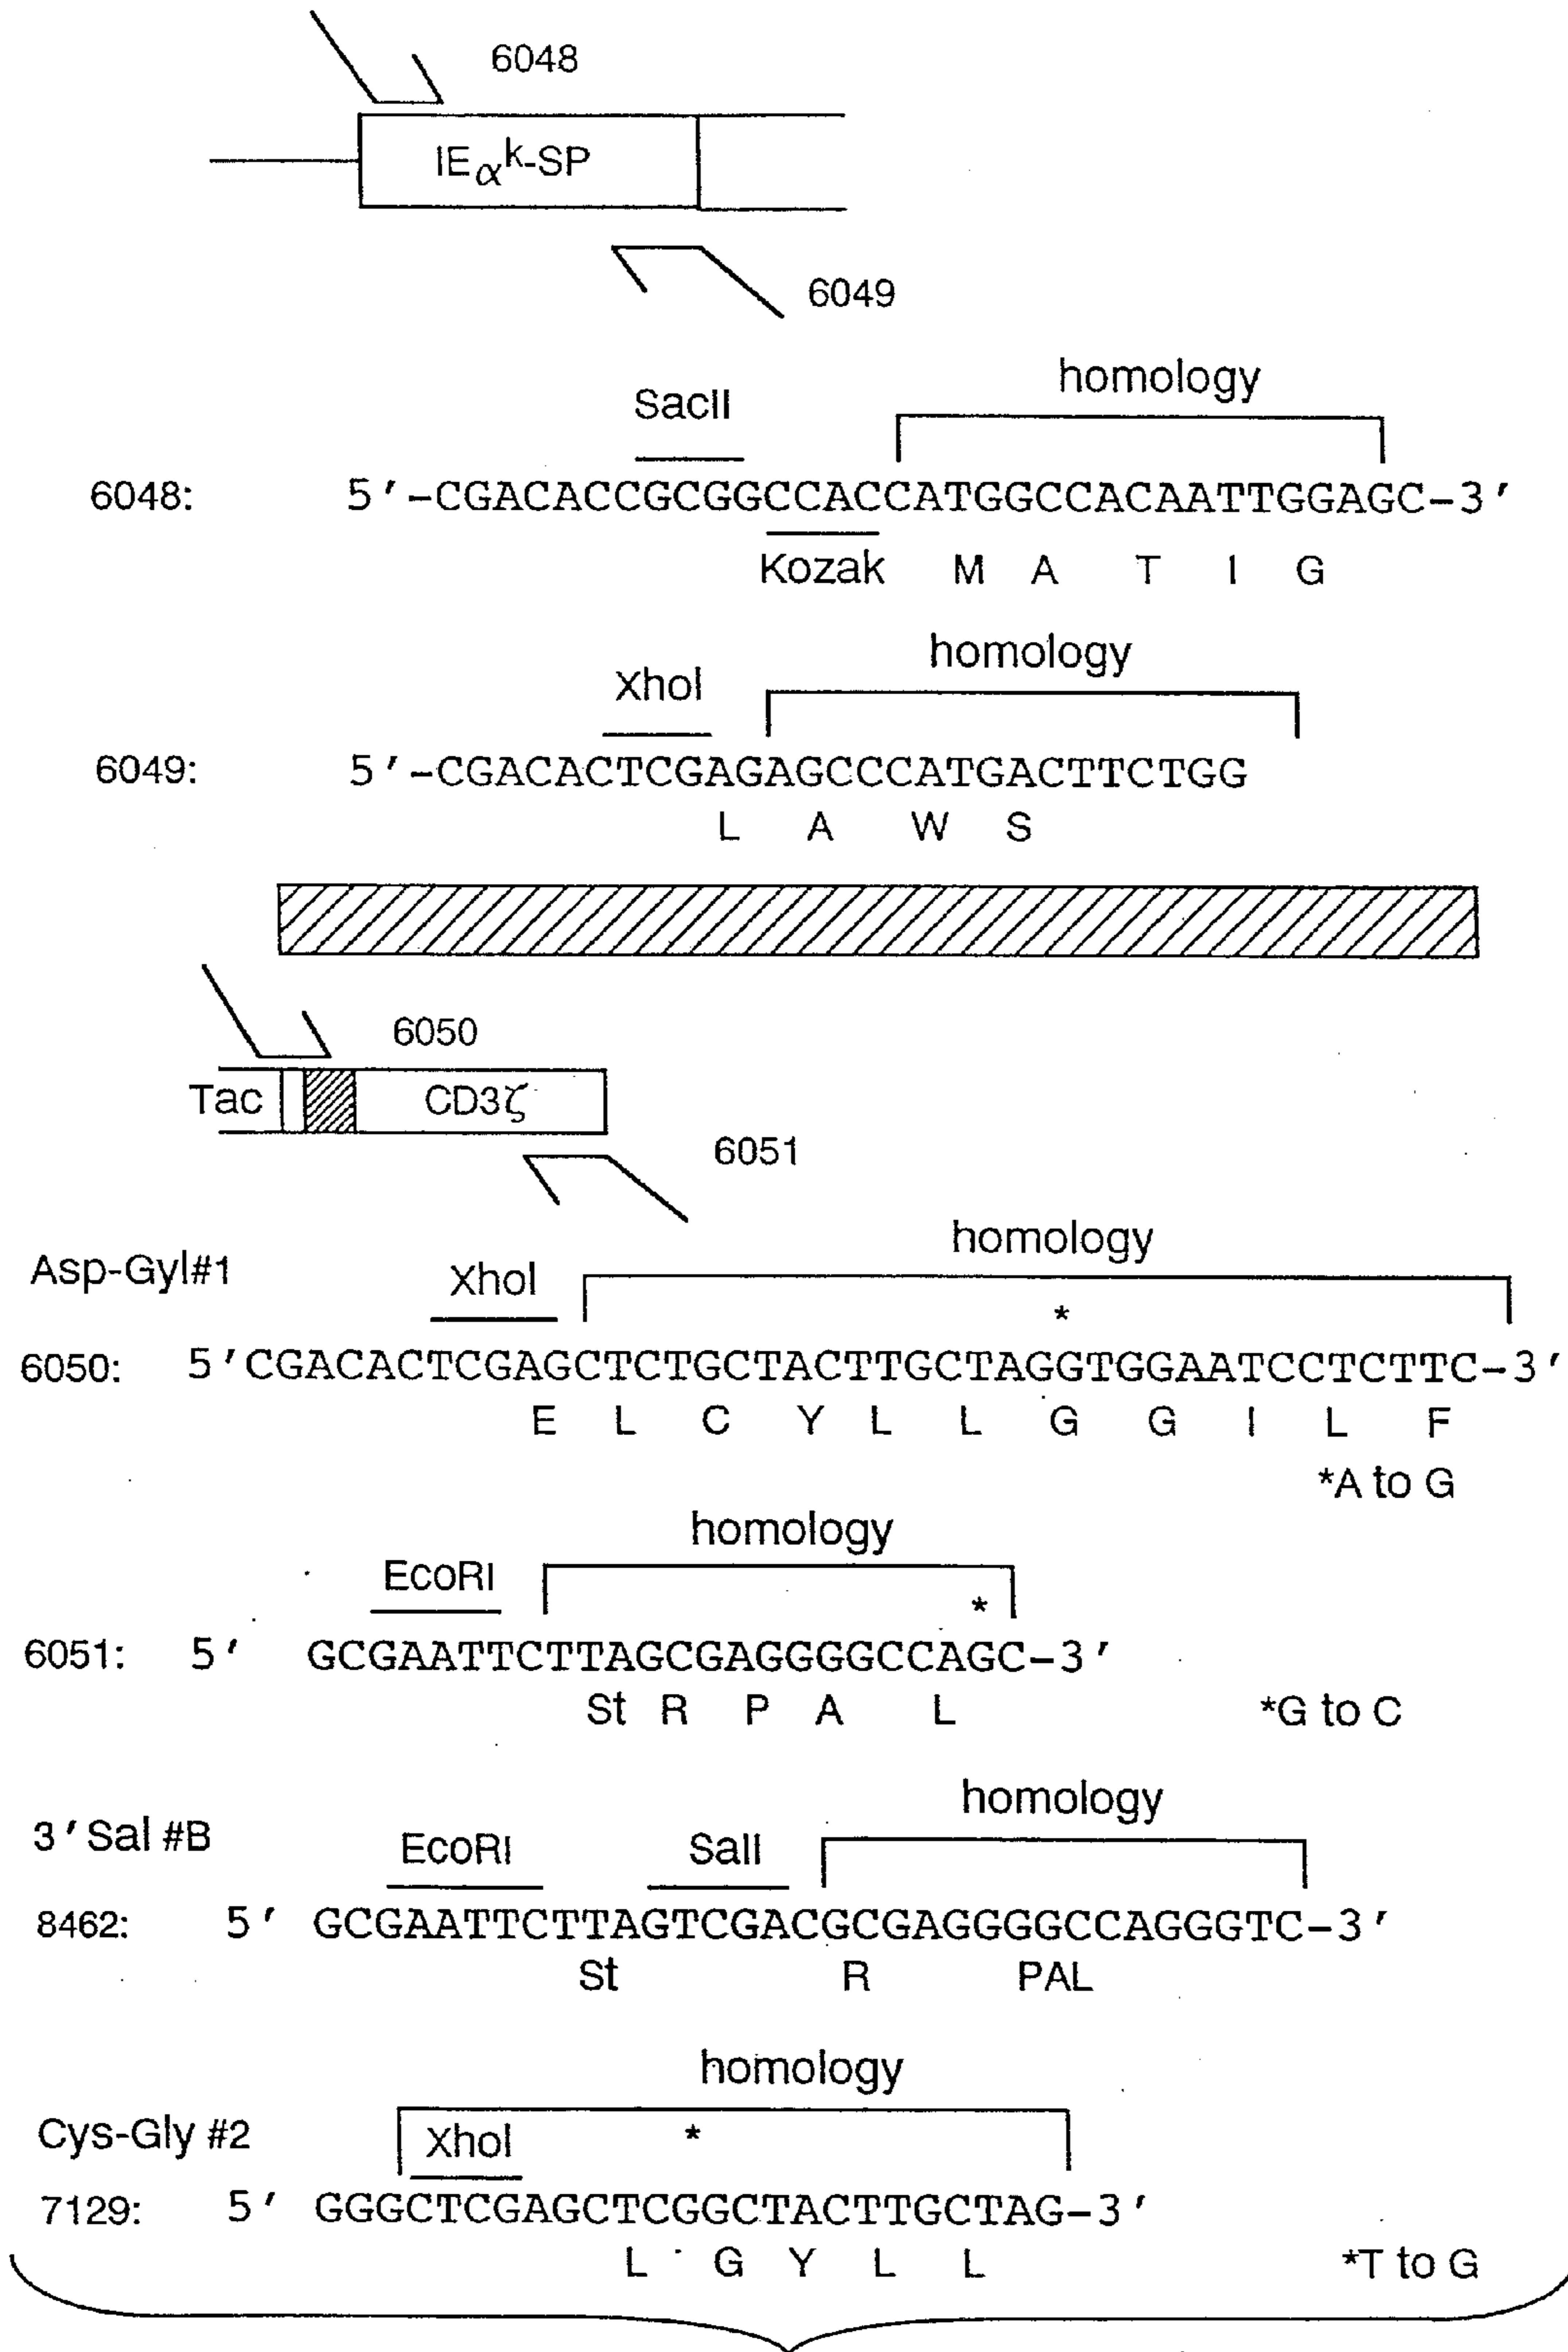 6048
IEαᵏ-SP
6049
homology
SacII
6048: 5'-CGACACCGCGGCCACCATGGCCACAATTGGAGC-3'
Kozak M A T I G
homology
XhoI
6049: 5'-CGACACTCGAGAGCCCATGACTTCTGG
L A W S
6050
Tac CD3ζ
6051
homology
Asp-Gyl#1 XhoI
*
6050: 5'CGACACTCGAGCTCTGCTACTTGCTAGGTGGAATCCTCTTC-3'
E L C Y L L G G I L F
*A to G
homology
EcoRI
*
6051: 5' GCGAATTCTTAGCGAGGGGCCAGC-3'
St R P A L *G to C
homology
3'Sal #B EcoRI SalI
8462: 5' GCGAATTCTTAGTCGACGCGAGGGGCCAGGGTC-3'
St R PAL
homology
Cys-Gly #2 XhoI *
7129: 5' GGGCTCGAGCTCGGCTACTTGCTAG-3'
L G Y L L *T to G